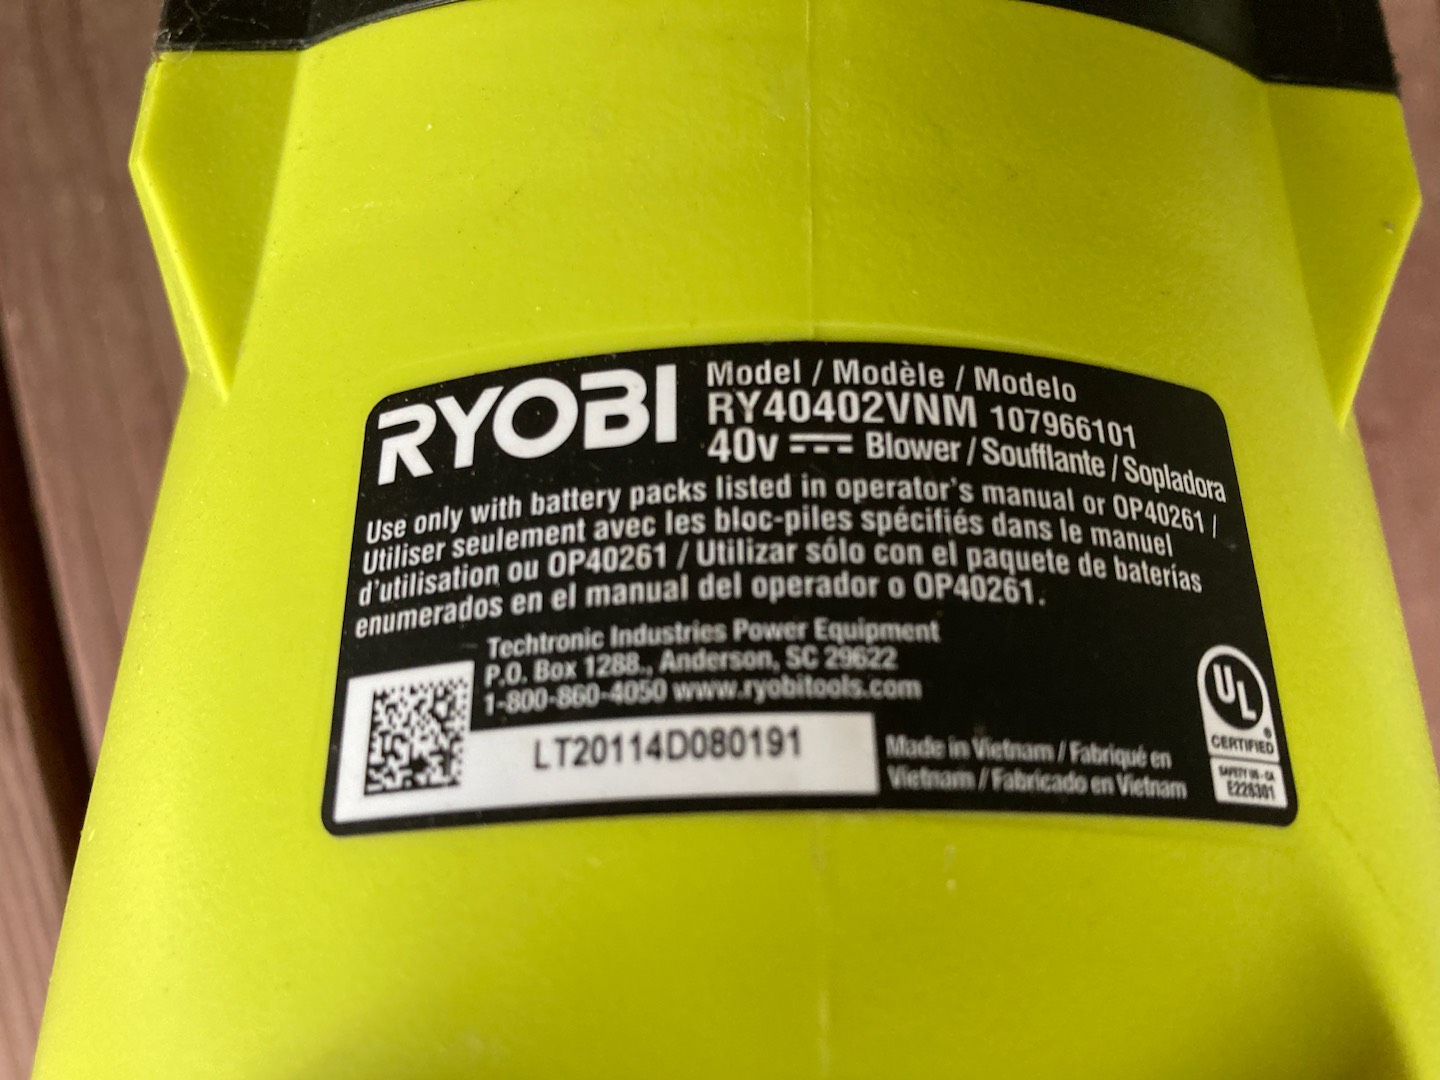 RYOBI
Model / Modèle / Modelo
RY40402VNM 107966101
40v Blower / Soufflante / Sopladora
Use only with battery packs listed in operator's manual or OP40261 /
Utiliser seulement avec les bloc-piles spécifiés dans le manuel
d'utilisation ou OP40261 / Utilizar sólo con el paquete de baterías
enumerados en el manual del operador o OP40261.
Techtronic Industries Power Equipment
P.O. Box 1288., Anderson, SC 29622
1-800-860-4050 www.ryobitools.com
LT20114D080191
Made in Vietnam / Fabriqué en
Vietnam / Fabricado en Vietnam
UL
®
CERTIFIED
SAFETY US-CA
E228301